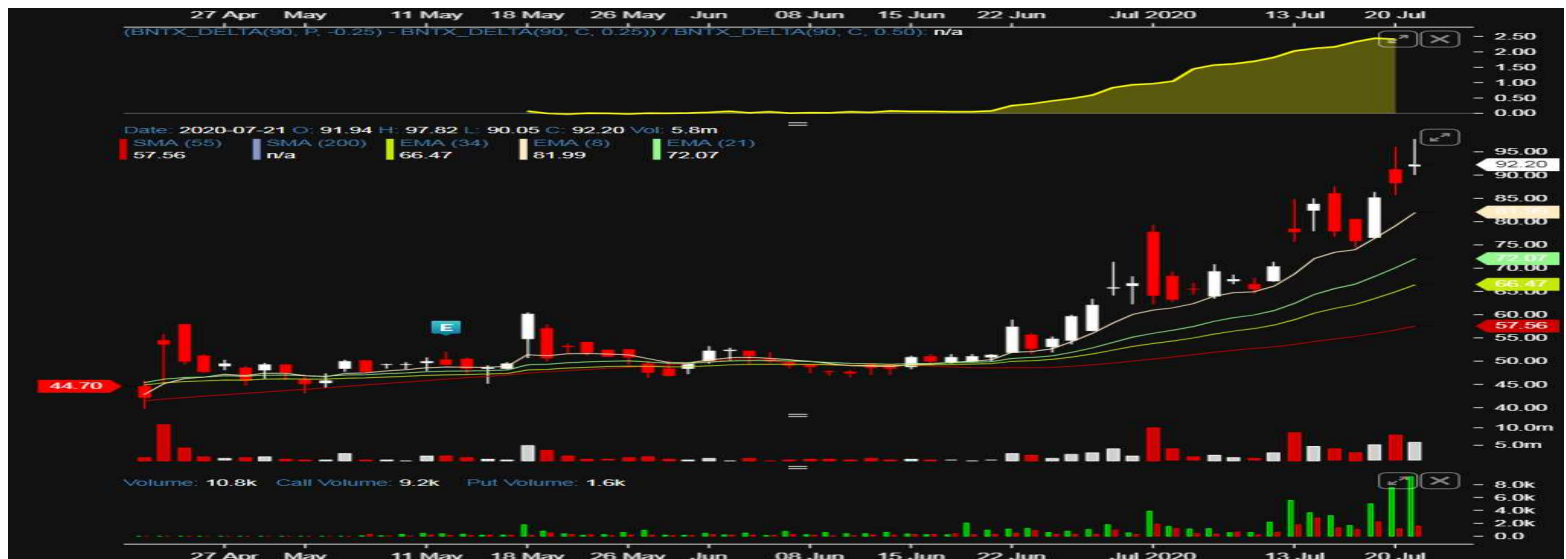 27 Apr May 11 May 18 May 26 May Jun 08 Jun 15 Jun 22 Jun Jul 2020 13 Jul 20 Jul
(BNTX_DELTA(90, P, -0.25) - BNTX_DELTA(90, C, 0.25)) / BNTX_DELTA(90, C, 0.50): n/a
2.50
2.00
1.50
1.00
0.50
0.00
Date: 2020-07-21 O: 91.94 H: 97.82 L: 90.05 C: 92.20 Vol: 5.8m
SMA (55) SMA (200) EMA (34) EMA (8) EMA (21)
57.56 n/a 66.47 81.99 72.07
95.00
92.20
90.00
85.00
80.00
75.00
72.07
70.00
66.47
65.00
60.00
57.56
55.00
50.00
45.00
40.00
E
44.70
10.0m
5.0m
Volume: 10.8k Call Volume: 9.2k Put Volume: 1.6k
8.0k
6.0k
4.0k
2.0k
0.0
27 Apr May 11 May 18 May 26 May Jun 08 Jun 15 Jun 22 Jun Jul 2020 13 Jul 20 Jul